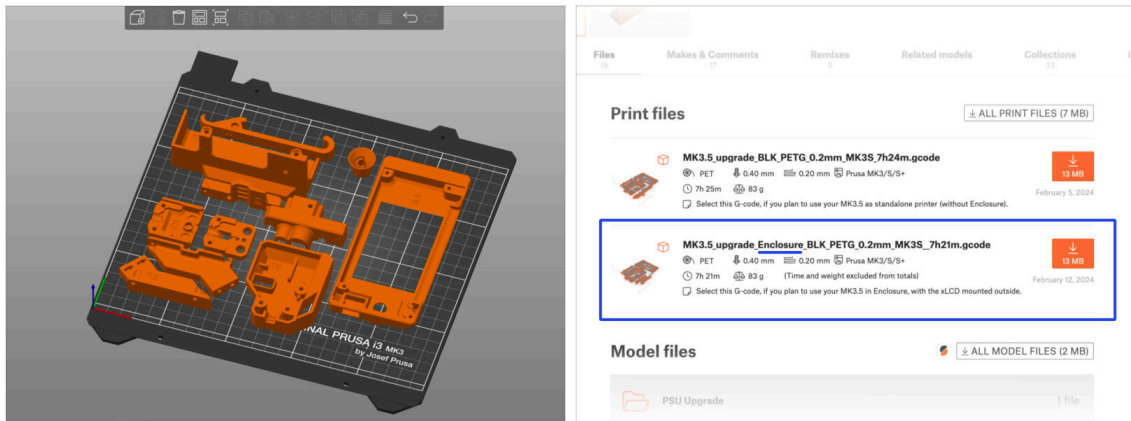 NAL PRUSA i3 MK3
by Josef Prusa
Files
Makes & Comments
Remixes
Related models
Collections
17
6
33
Print files
ALL PRINT FILES (7 MB)
MK3.5_upgrade_BLK_PETG_0.2mm_MK3S_7h24m.gcode
PET 0.40 mm 0.20 mm Prusa MK3/S/S+
7h 25m 83 g
Select this G-code, if you plan to use your MK3.5 as standalone printer (without Enclosure).
13 MB
February 5, 2024
MK3.5_upgrade_Enclosure_BLK_PETG_0.2mm_MK3S_7h21m.gcode
PET 0.40 mm 0.20 mm Prusa MK3/S/S+
7h 21m 83 g (Time and weight excluded from totals)
Select this G-code, if you plan to use your MK3.5 in Enclosure, with the xLCD mounted outside.
13 MB
February 12, 2024
Model files
ALL MODEL FILES (2 MB)
PSU Upgrade
1 file